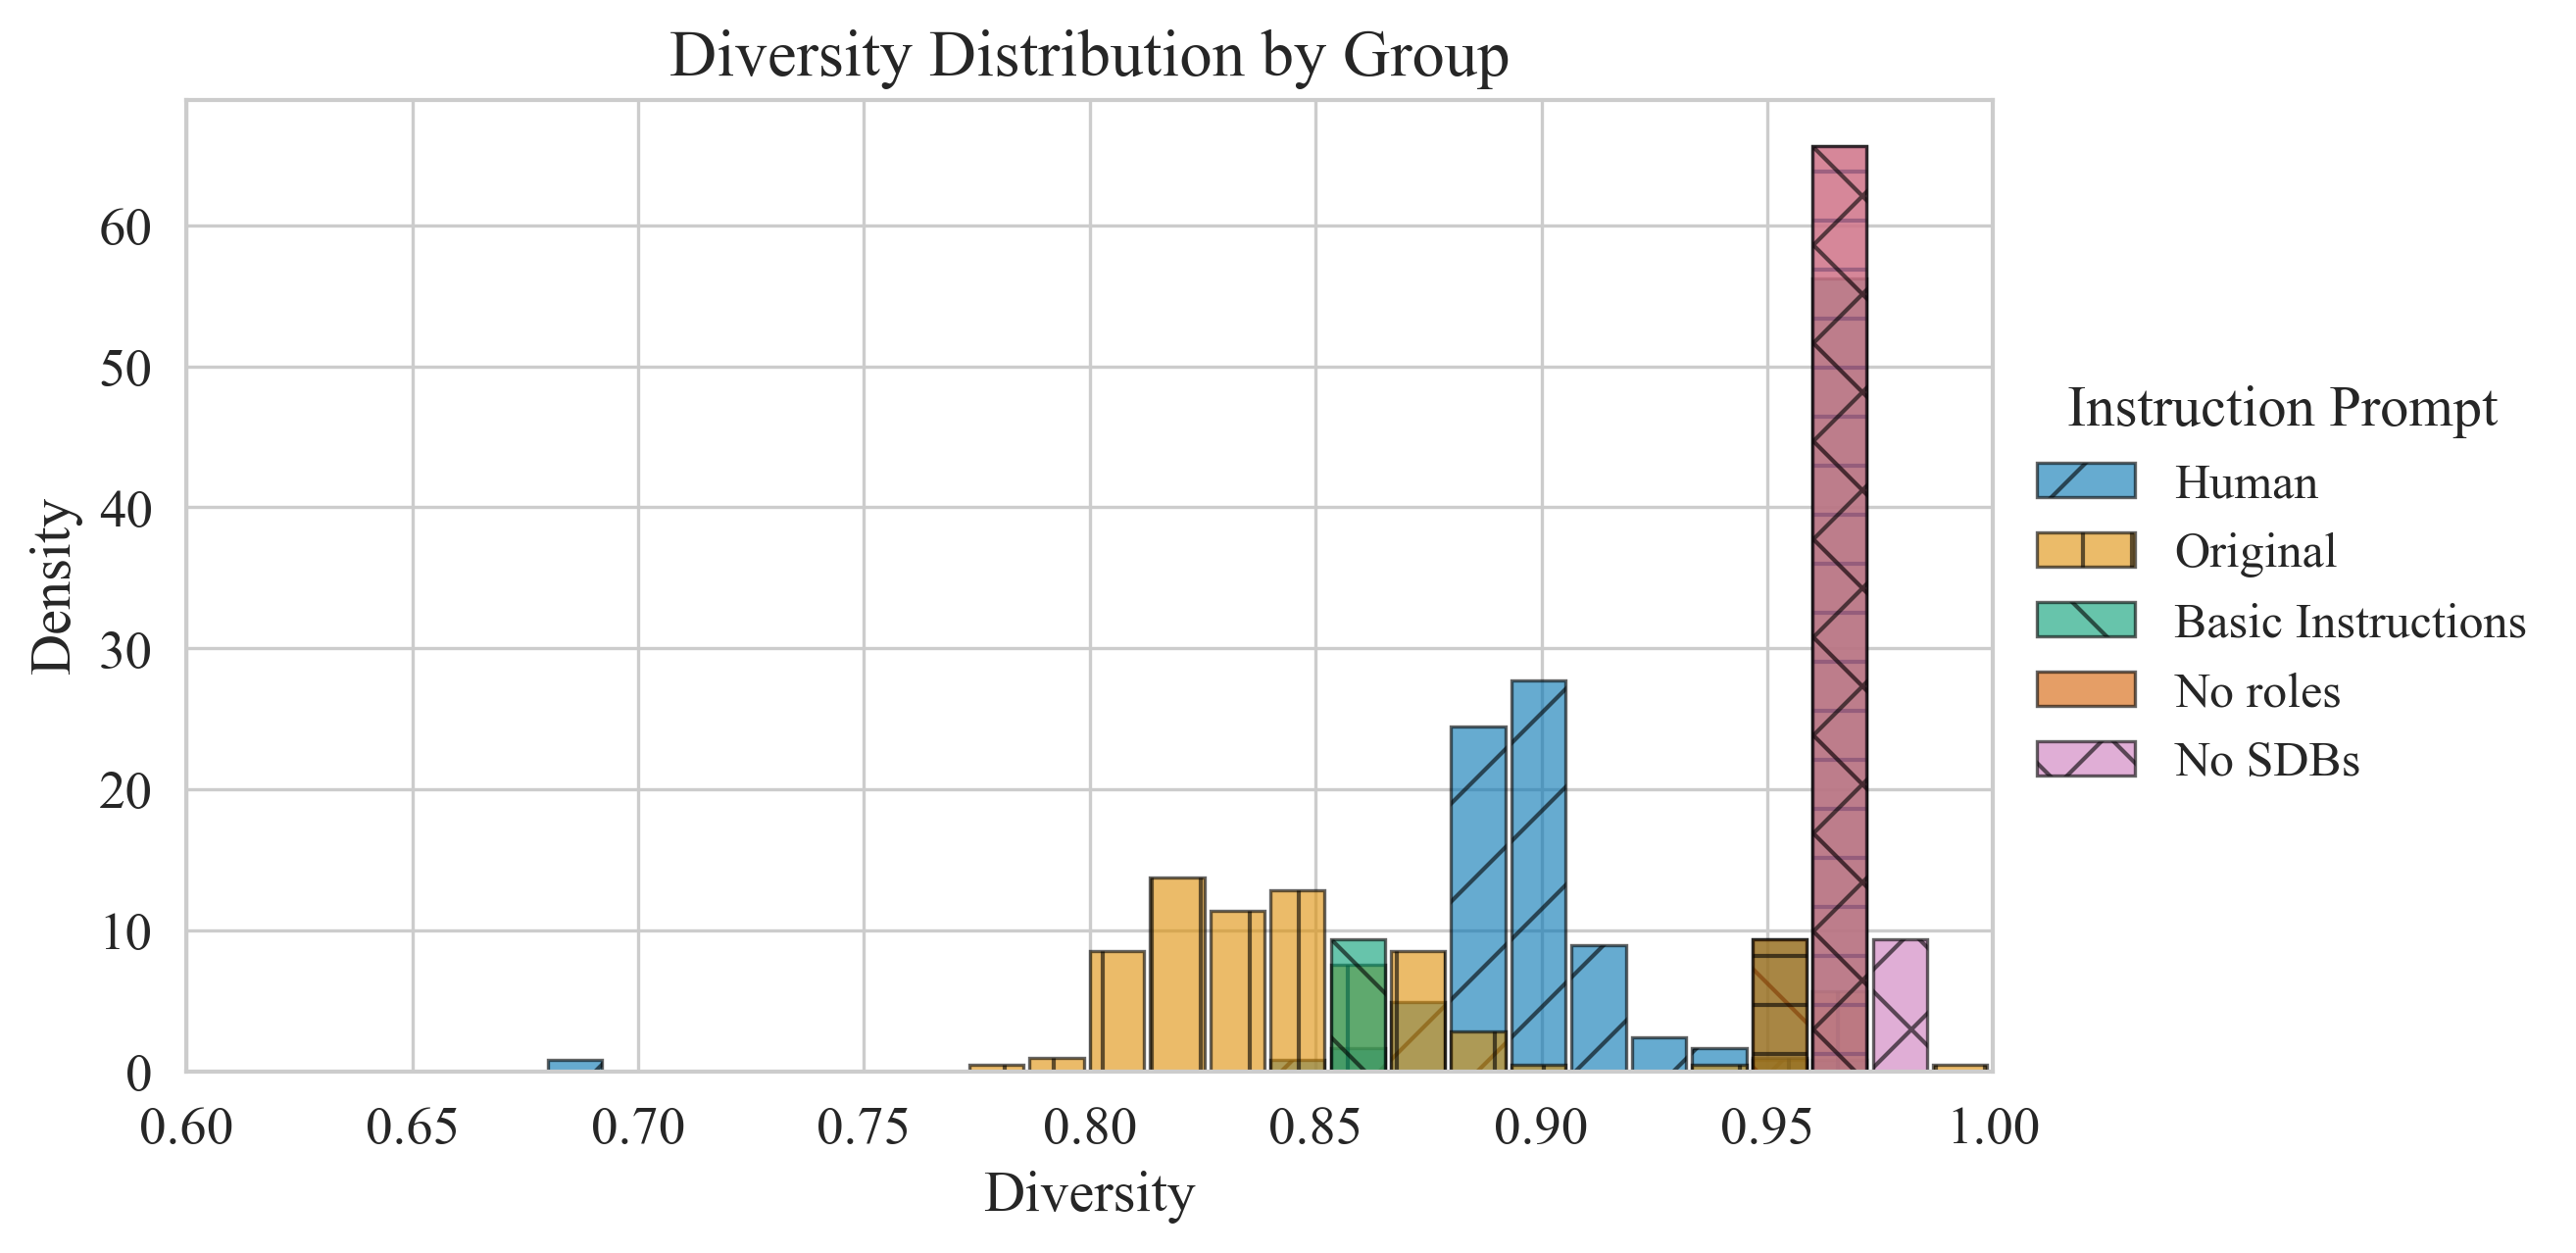 Diversity Distribution by Group
Density
60
50
40
30
20
10
0
0.60 0.65 0.70 0.75 0.80 0.85 0.90 0.95 1.00
Diversity
Instruction Prompt
Human
Original
Basic Instructions
No roles
No SDBs